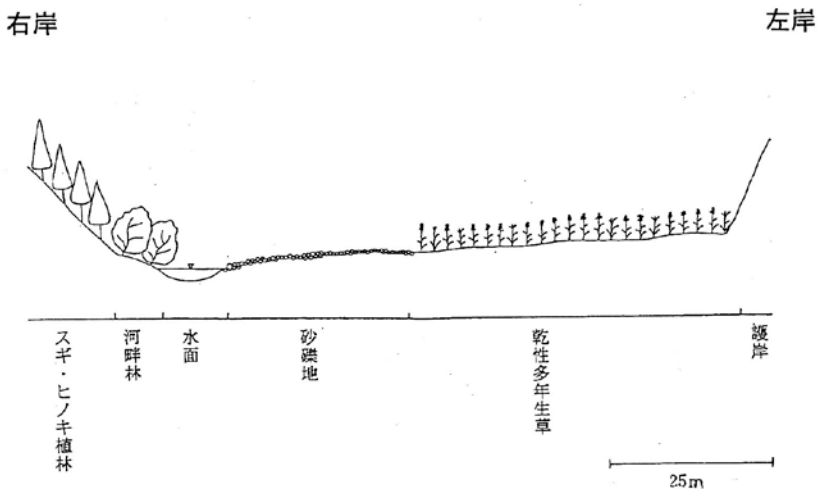 右岸
左岸
スギ・ヒノキ植林
河畔林
水面
砂礫地
乾性多年生草
護岸
25m